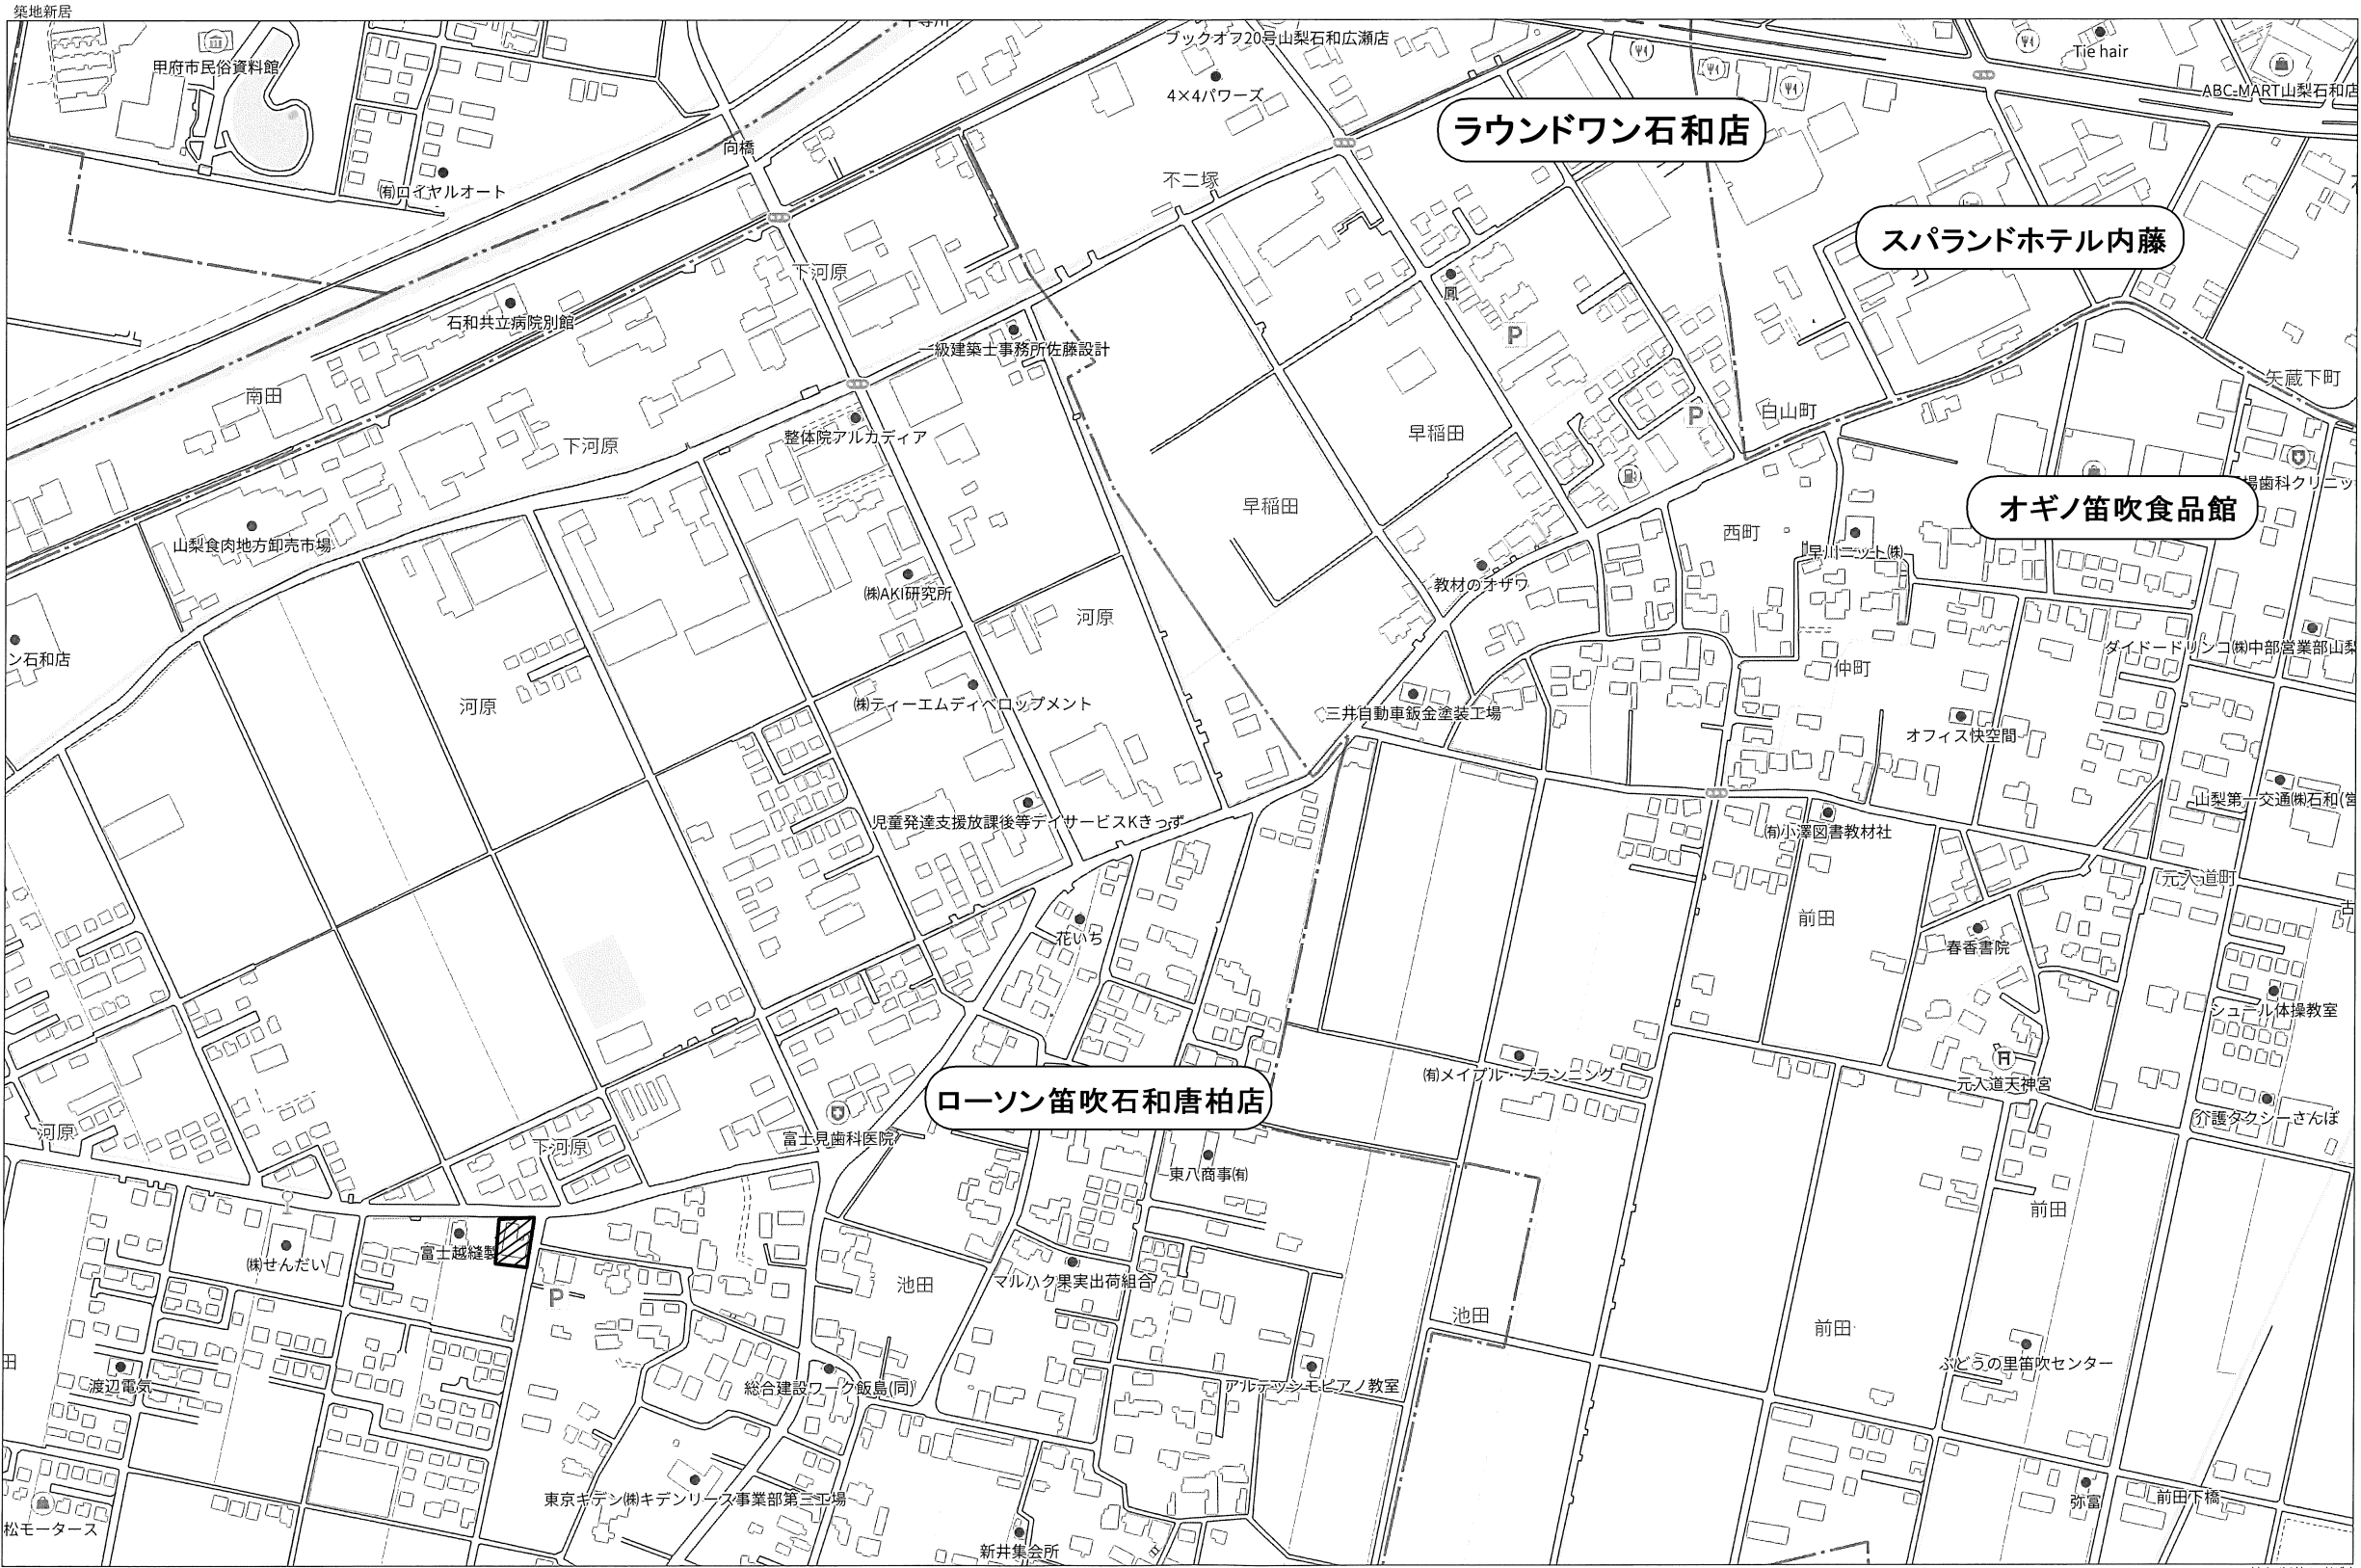 築地新居
平等川
ブックオフ20号山梨石和広瀬店
Tie hair
甲府市民俗資料館
4×4パワーズ
ABC-MART山梨石和店
ラウンドワン石和店
向橋
㈲ロイヤルオート
不二塚
スパランドホテル内藤
下河原
鳳
石和共立病院別館
一級建築士事務所佐藤設計
P
南田
矢蔵下町
白山町
P
整体院アルカディア
早稲田
下河原
オギノ笛吹食品館
場歯科クリニッ
早稲田
西町
山梨食肉地方卸売市場
早川ニット㈱
㈱AKI研究所
教材のオザワ
河原
ン石和店
ダイドードリンコ㈱中部営業部山梨
仲町
河原
㈱ティーエムディベロップメント
三井自動車鈑金塗装工場
オフィス快空間
山梨第一交通㈱石和(営
児童発達支援放課後等デイサービスKきっず
㈲小澤図書教材社
元入道町
古
前田
花いち
春香書院
シュール体操教室
㈲メイプル・プランニング
元入道天神宮
ローソン笛吹石和唐柏店
介護タクシーさんぽ
河原
富士見歯科医院
下河原
東八商事㈲
前田
富士越縫製
㈱せんだい
マルハク果実出荷組合
池田
P
池田
前田
田
ぶどうの里笛吹センター
渡辺電気
総合建設ワーク飯島(同)
アルテッシモピアノ教室
東京キデン㈱キデンリース事業部第三工場
弥富
前田下橋
松モータース
新井集会所